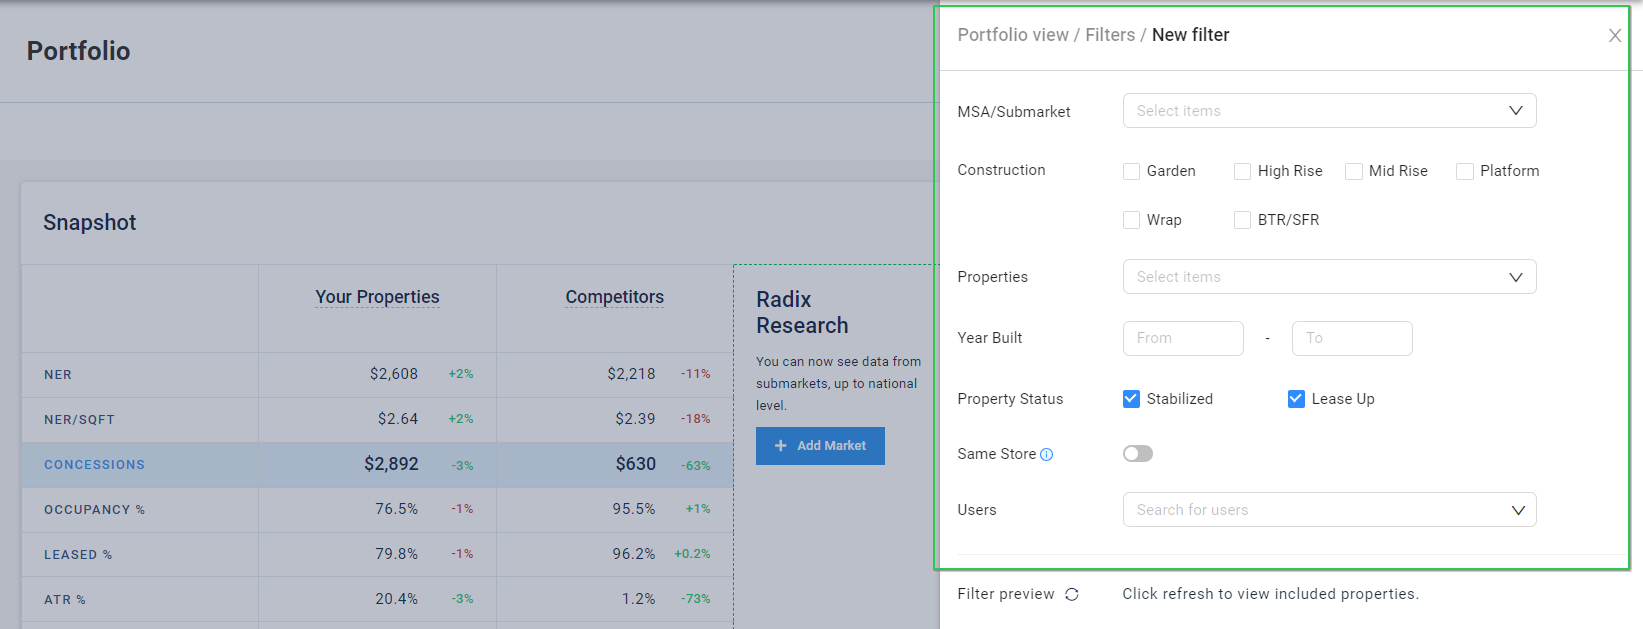 Portfolio
Snapshot
Your Properties Competitors
NER $2,608 +2% $2,218 -11%
NER/SQFT $2.64 +2% $2.39 -18%
CONCESSIONS $2,892 -3% $630 -63%
OCCUPANCY % 76.5% -1% 95.5% +1%
LEASED % 79.8% -1% 96.2% +0.2%
ATR % 20.4% -3% 1.2% -73%
Radix
Research
You can now see data from
submarkets, up to national
level.
+ Add Market
Portfolio view / Filters / New filter
MSA/Submarket Select items
Construction Garden High Rise Mid Rise Platform
Wrap BTR/SFR
Properties Select items
Year Built From - To
Property Status Stabilized Lease Up
Same Store
Users Search for users
Filter preview Click refresh to view included properties.